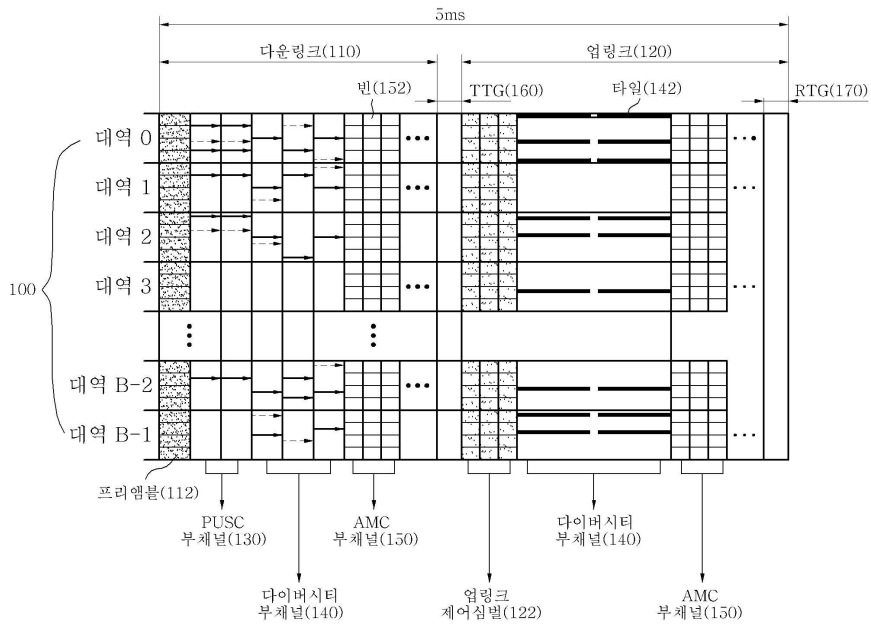 5ms
다운링크(110)
업링크(120)
빈(152)
TTG(160)
타일(142)
RTG(170)
대역 0
대역 1
대역 2
대역 3
100
대역 B-2
대역 B-1
프리앰블(112)
PUSC
부채널(130)
AMC
부채널(150)
다이버시티
부채널(140)
다이버시티
부채널(140)
업링크
제어심벌(122)
AMC
부채널(150)